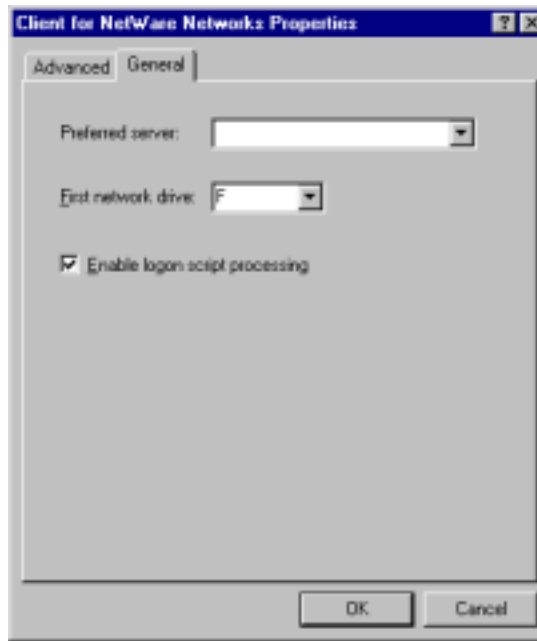 Client for NetWare Networks Properties
Advanced General
Preferred server:
First network drive: F
Enable logon script processing
OK Cancel